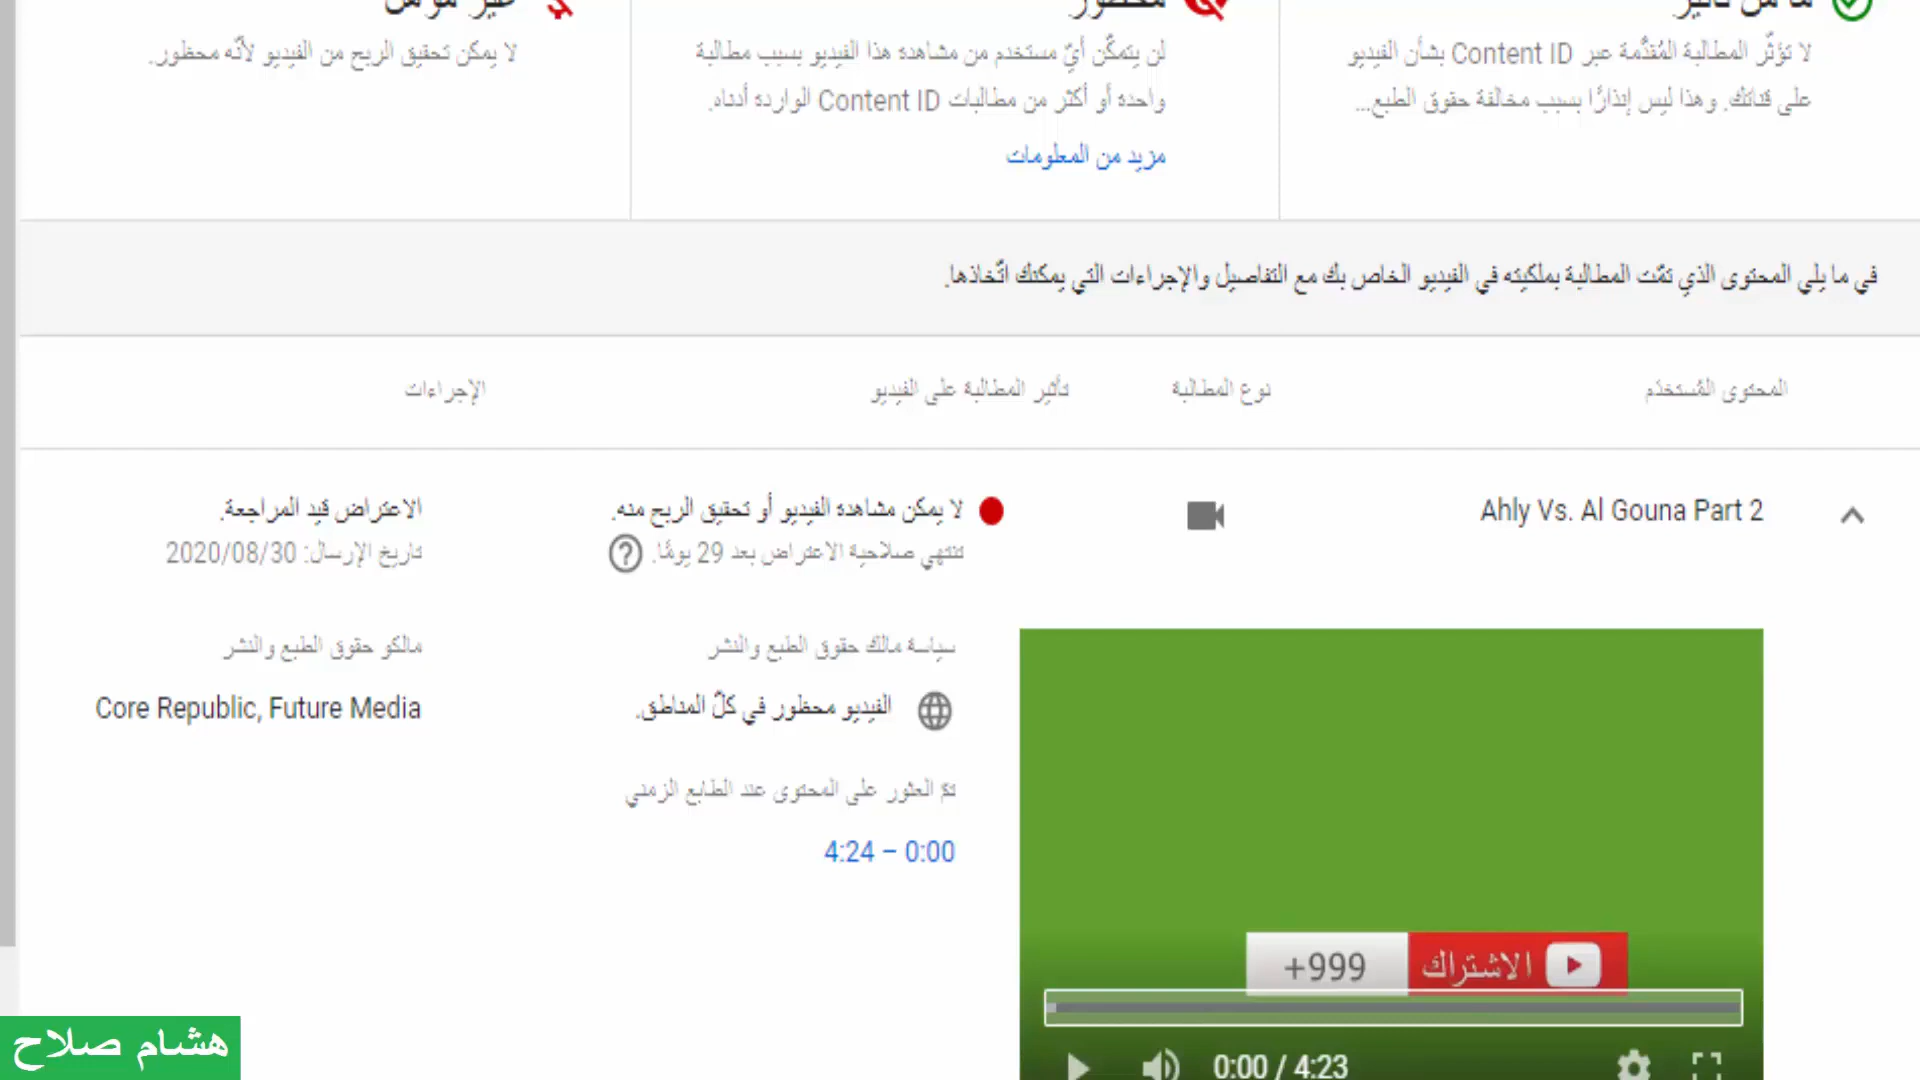 ما من تأثير
محظور
غير مؤهل
لا تؤثّر المطالبة المُقدَّمة عبر Content ID بشأن الفيديو
على قناتك. وهذا ليس إنذارًا بسبب مخالفة حقوق الطبع...
لن يتمكّن أيّ مستخدم من مشاهدة هذا الفيديو بسبب مطالبة
واحدة أو أكثر من مطالبات Content ID الواردة أدناه.
مزيد من المعلومات
لا يمكن تحقيق الربح من الفيديو لأنّه محظور.
في ما يلي المحتوى الذي تمّت المطالبة بملكيته في الفيديو الخاص بك مع التفاصيل والإجراءات التي يمكنك اتّخاذها.
المحتوى المُستخدَم
نوع المطالبة
تأثير المطالبة على الفيديو
الإجراءات
Ahly Vs. Al Gouna Part 2
لا يمكن مشاهدة الفيديو أو تحقيق الربح منه.
تنتهي صلاحية الاعتراض بعد 29 يومًا.
الاعتراض قيد المراجعة.
تاريخ الإرسال: 2020/08/30
سياسة مالك حقوق الطبع والنشر
الفيديو محظور في كلّ المناطق.
مالكو حقوق الطبع والنشر
Core Republic, Future Media
تمّ العثور على المحتوى عند الطابع الزمني
0:00 – 4:24
الاشتراك
+999
0:00 / 4:23
هشام صلاح